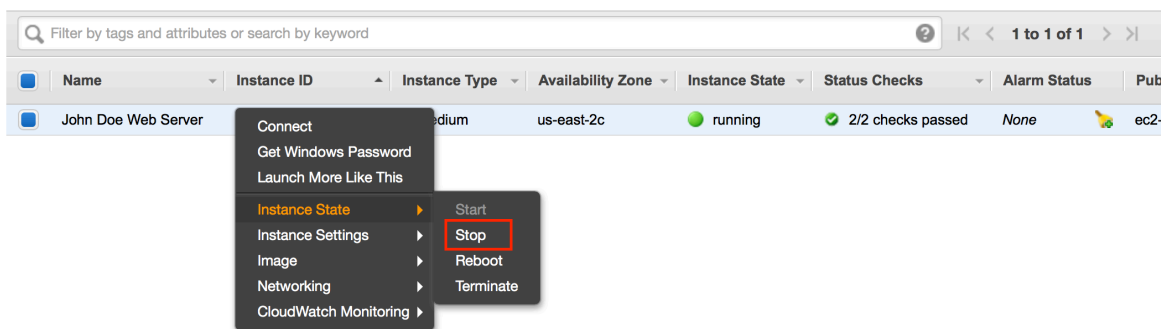 Filter by tags and attributes or search by keyword ? 1 to 1 of 1
Name Instance ID Instance Type Availability Zone Instance State Status Checks Alarm Status
John Doe Web Server us-east-2c running 2/2 checks passed None ec2-
Connect
Get Windows Password
Launch More Like This
Instance State
Instance Settings
Image
Networking
CloudWatch Monitoring
Start
Stop
Reboot
Terminate